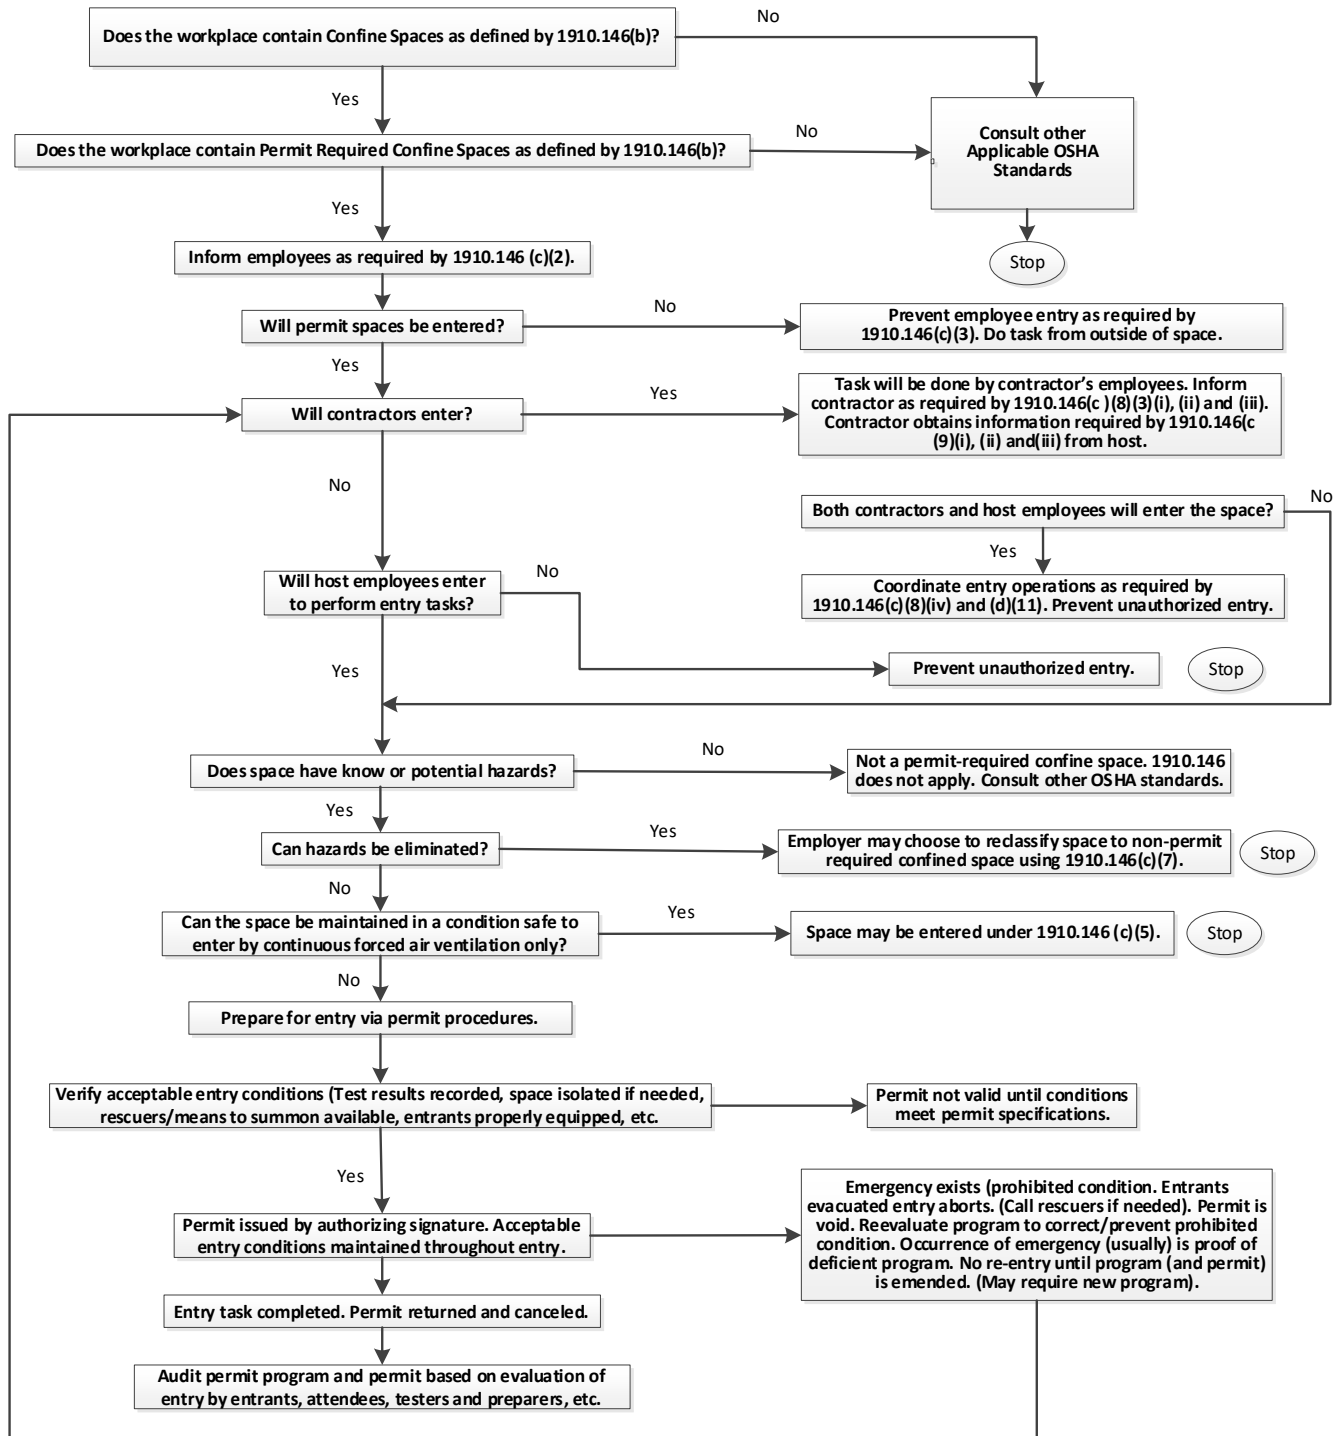 No
Does the workplace contain Confine Spaces as defined by 1910.146(b)?
Yes
No
Consult other
Applicable OSHA
Standards
Does the workplace contain Permit Required Confine Spaces as defined by 1910.146(b)?
Yes
Inform employees as required by 1910.146 (c)(2).
Stop
No
Will permit spaces be entered?
Prevent employee entry as required by
1910.146(c)(3). Do task from outside of space.
Yes
Yes
Will contractors enter?
Task will be done by contractor's employees. Inform
contractor as required by 1910.146(c )(8)(3)(i), (ii) and (iii).
Contractor obtains information required by 1910.146(c
(9)(i), (ii) and(iii) from host.
No
No
Both contractors and host employees will enter the space?
Yes
Coordinate entry operations as required by
1910.146(c)(8)(iv) and (d)(11). Prevent unauthorized entry.
Will host employees enter
to perform entry tasks?
No
Yes
Prevent unauthorized entry.
Stop
Does space have know or potential hazards?
No
Not a permit-required confine space. 1910.146
does not apply. Consult other OSHA standards.
Yes
Can hazards be eliminated?
Yes
Employer may choose to reclassify space to non-permit
required confined space using 1910.146(c)(7).
Stop
No
Can the space be maintained in a condition safe to
enter by continuous forced air ventilation only?
Yes
Space may be entered under 1910.146 (c)(5).
Stop
No
Prepare for entry via permit procedures.
Verify acceptable entry conditions (Test results recorded, space isolated if needed,
rescuers/means to summon available, entrants properly equipped, etc.
Permit not valid until conditions
meet permit specifications.
Yes
Permit issued by authorizing signature. Acceptable
entry conditions maintained throughout entry.
Emergency exists (prohibited condition. Entrants
evacuated entry aborts. (Call rescuers if needed). Permit is
void. Reevaluate program to correct/prevent prohibited
condition. Occurrence of emergency (usually) is proof of
deficient program. No re-entry until program (and permit)
is emended. (May require new program).
Entry task completed. Permit returned and canceled.
Audit permit program and permit based on evaluation of
entry by entrants, attendees, testers and preparers, etc.